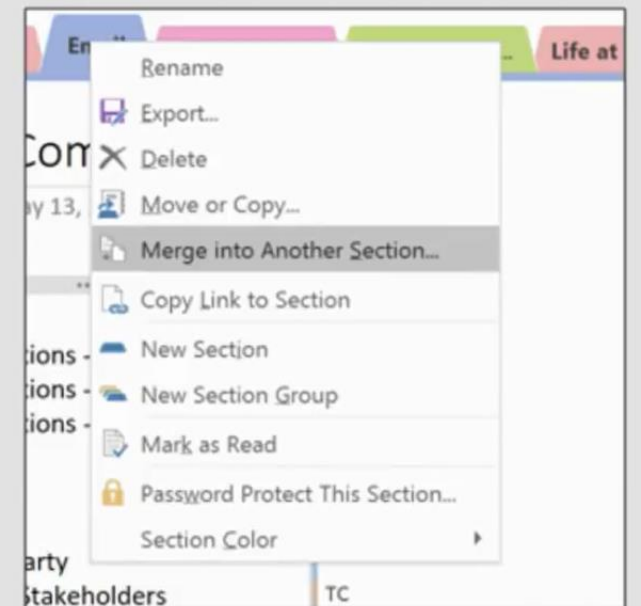 Life at
Rename
Export...
Delete
Move or Copy...
Merge into Another Section...
Copy Link to Section
New Section
New Section Group
Mark as Read
Password Protect This Section...
Section Color
Com
ay 13,
tions -
tions -
tions -
arty
Stakeholders
TC